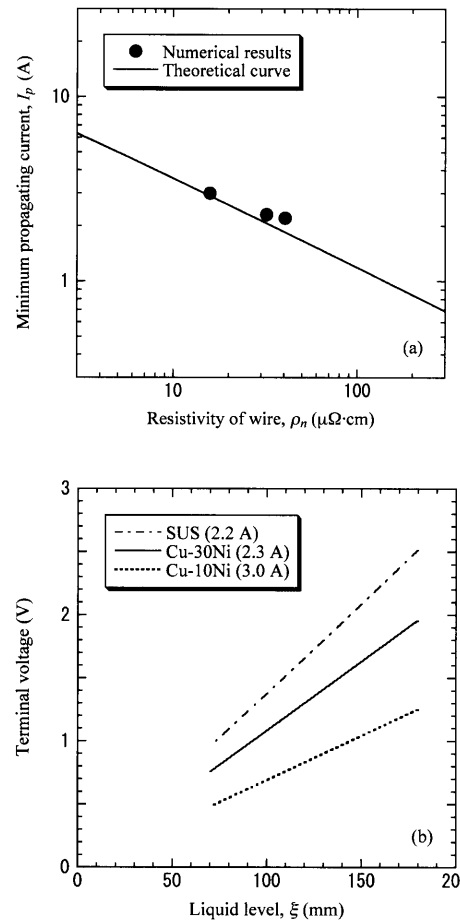 Numerical results
Theoretical curve
Minimum propagating current, Ip (A)
10
1
(a)
10
100
Resistivity of wire, ρn (μΩ·cm)
3
SUS (2.2 A)
Cu-30Ni (2.3 A)
Cu-10Ni (3.0 A)
2
Terminal voltage (V)
1
(b)
0
0
50
100
150
20
Liquid level, ξ (mm)